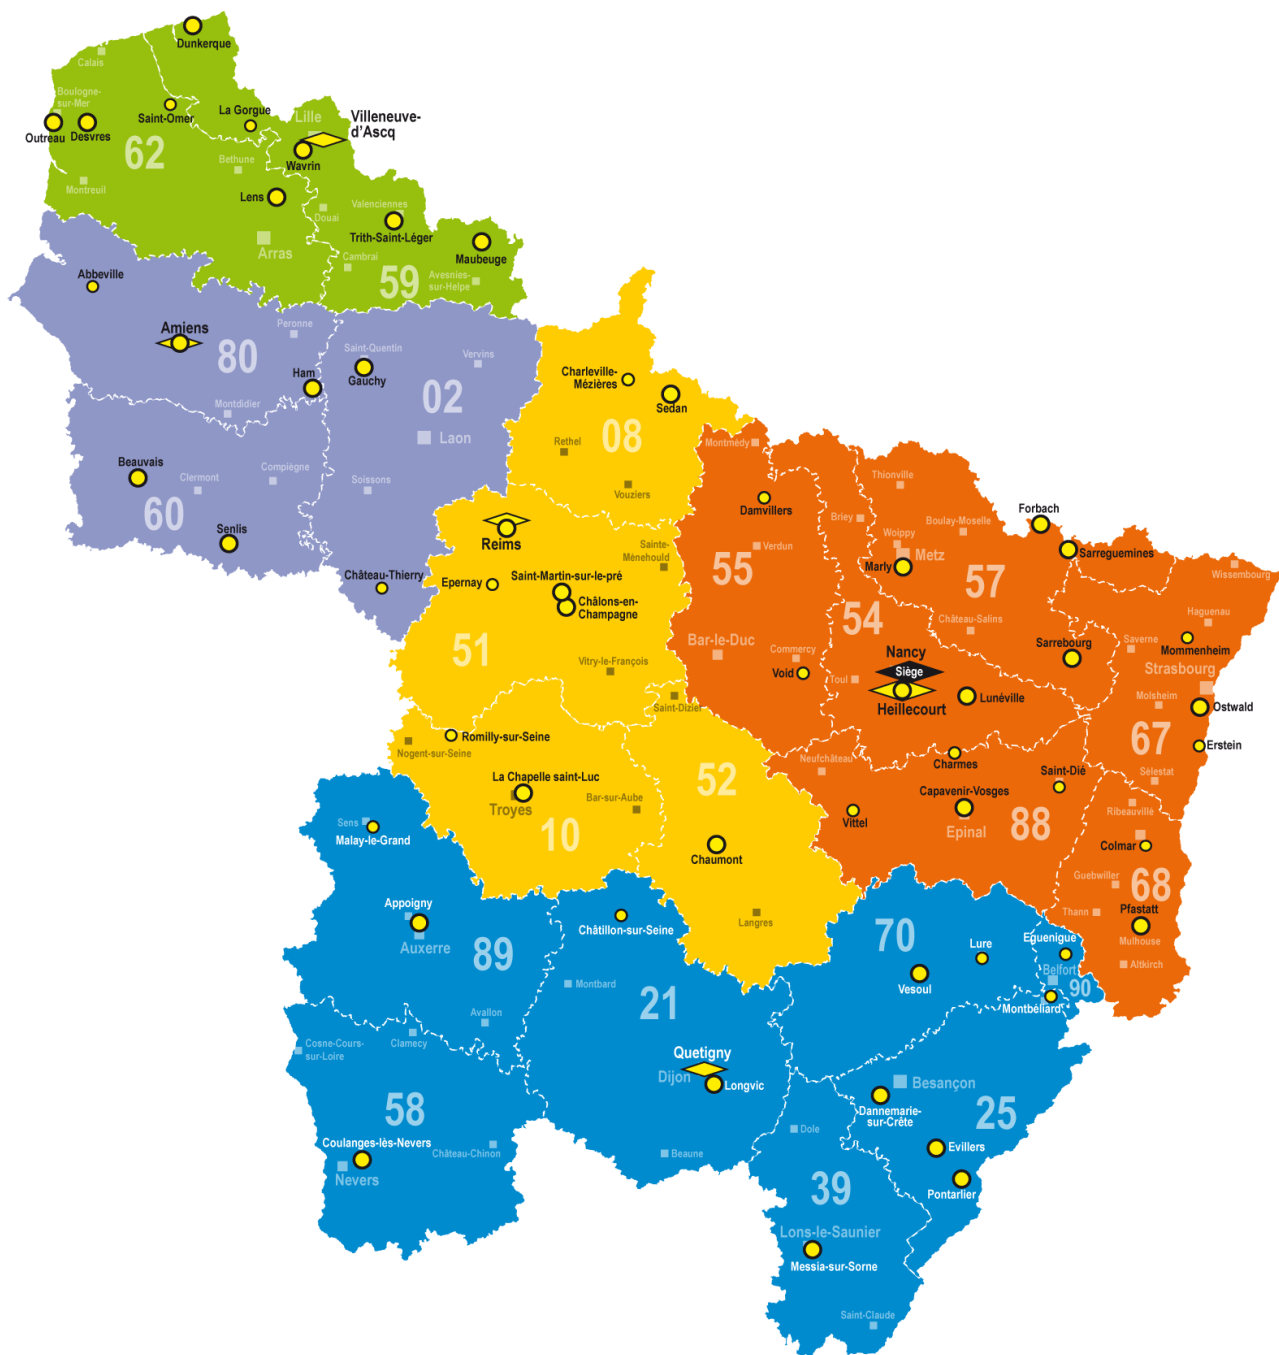 Dunkerque
Calais
Boulogne-
sur-Mer
Saint-Omer
La Gorgue
Lille
Villeneuve-
d'Ascq
Outreau
Desvres
62
Wavrin
Bethune
Montreuil
Lens
Douai
Valenciennes
Trith-Saint-Léger
Maubeuge
Arras
Cambrai
59
Avesnies-
sur-Helpe
Abbeville
Amiens
80
Peronne
Ham
Montdidier
Saint-Quentin
Gauchy
Vervins
02
Laon
Charleville-
Mézières
Sedan
08
Rethel
Vouziers
Beauvais
Clermont
Compiègne
60
Senlis
Soissons
Château-Thierry
Reims
Sainte-
Ménehould
Epernay
Saint-Martin-sur-le-pré
Châlons-en-
Champagne
51
Vitry-le-François
Saint-Dizier
Montmédy
Damvillers
Verdun
55
Bar-le-Duc
Commercy
Void
Briey
Thionville
Woippy
Metz
Boulay-Moselle
Marly
57
Forbach
Sarreguemines
Wissembourg
54
Château-Salins
Haguenau
Mommenheim
Sarrebourg
Saverne
Strasbourg
Nancy
Siège
Heillecourt
Toul
Lunéville
Molsheim
Ostwald
67
Erstein
Romilly-sur-Seine
Nogent-sur-Seine
La Chapelle saint-Luc
Troyes
Bar-sur-Aube
10
52
Chaumont
Langres
Neufchâteau
Charmes
Saint-Dié
Sélestat
Ribeauvillé
Vittel
Capavenir-Vosges
Epinal
88
Colmar
Guebwiller
68
Thann
Pfastatt
Mulhouse
Altkirch
Sens
Malay-le-Grand
Appoigny
Auxerre
89
Avallon
Châtillon-sur-Seine
Montbard
21
70
Lure
Vesoul
Eguenigue
Belfort
90
Montbéliard
Cosne-Cours-
sur-Loire
Clamecy
58
Coulanges-lès-Nevers
Nevers
Château-Chinon
Quetigny
Dijon
Longvic
Beaune
Besançon
Dannemarie-
sur-Crête
25
Dole
Evillers
Pontarlier
39
Lons-le-Saunier
Messia-sur-Sorne
Saint-Claude